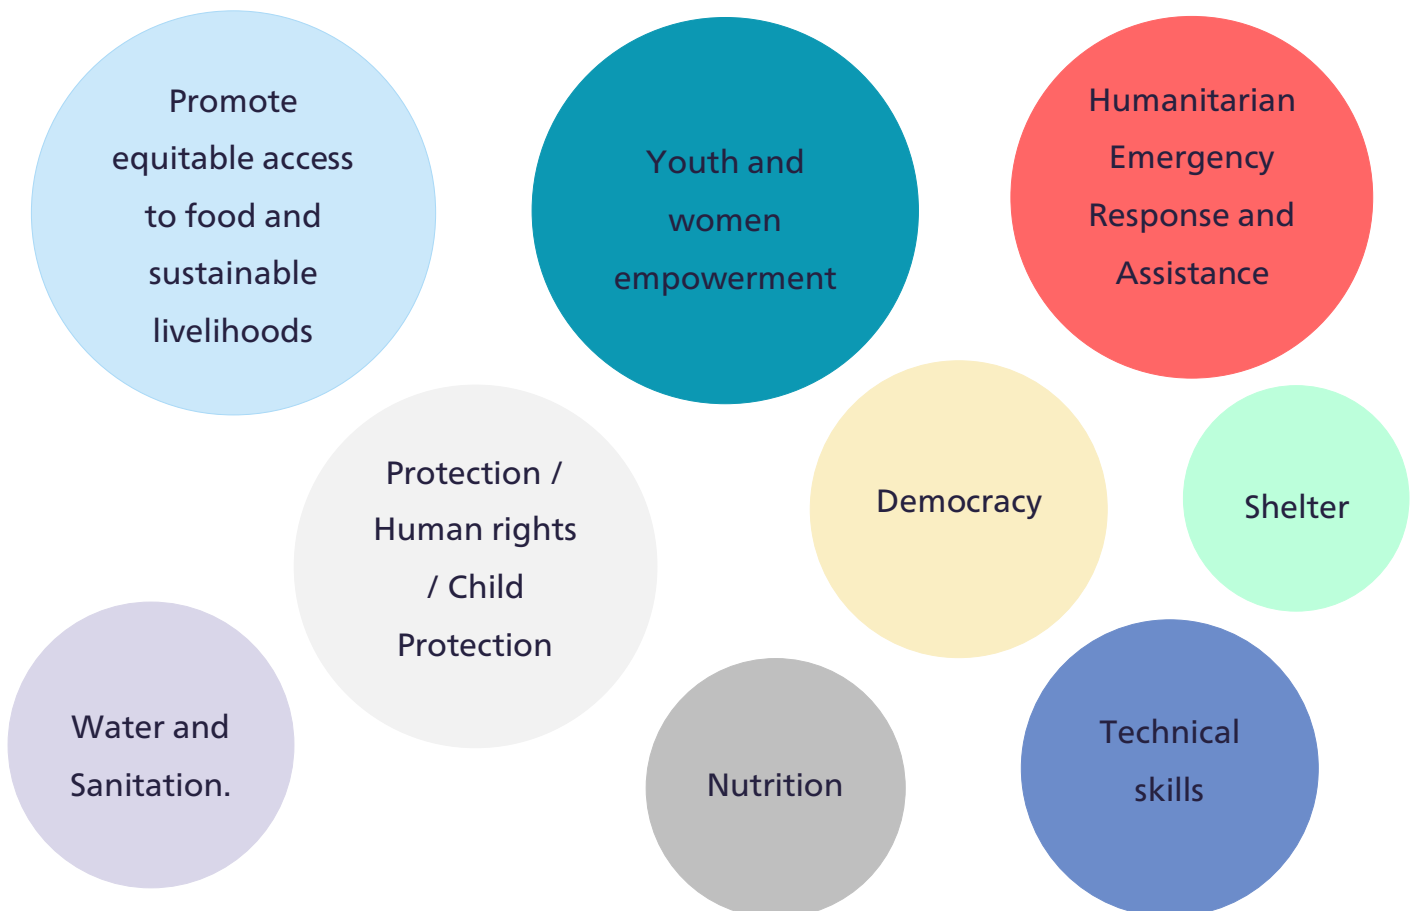 Promote
equitable access
to food and
sustainable
livelihoods
Youth and
women
empowerment
Humanitarian
Emergency
Response and
Assistance
Protection /
Human rights
/ Child
Protection
Democracy
Shelter
Water and
Sanitation.
Nutrition
Technical
skills